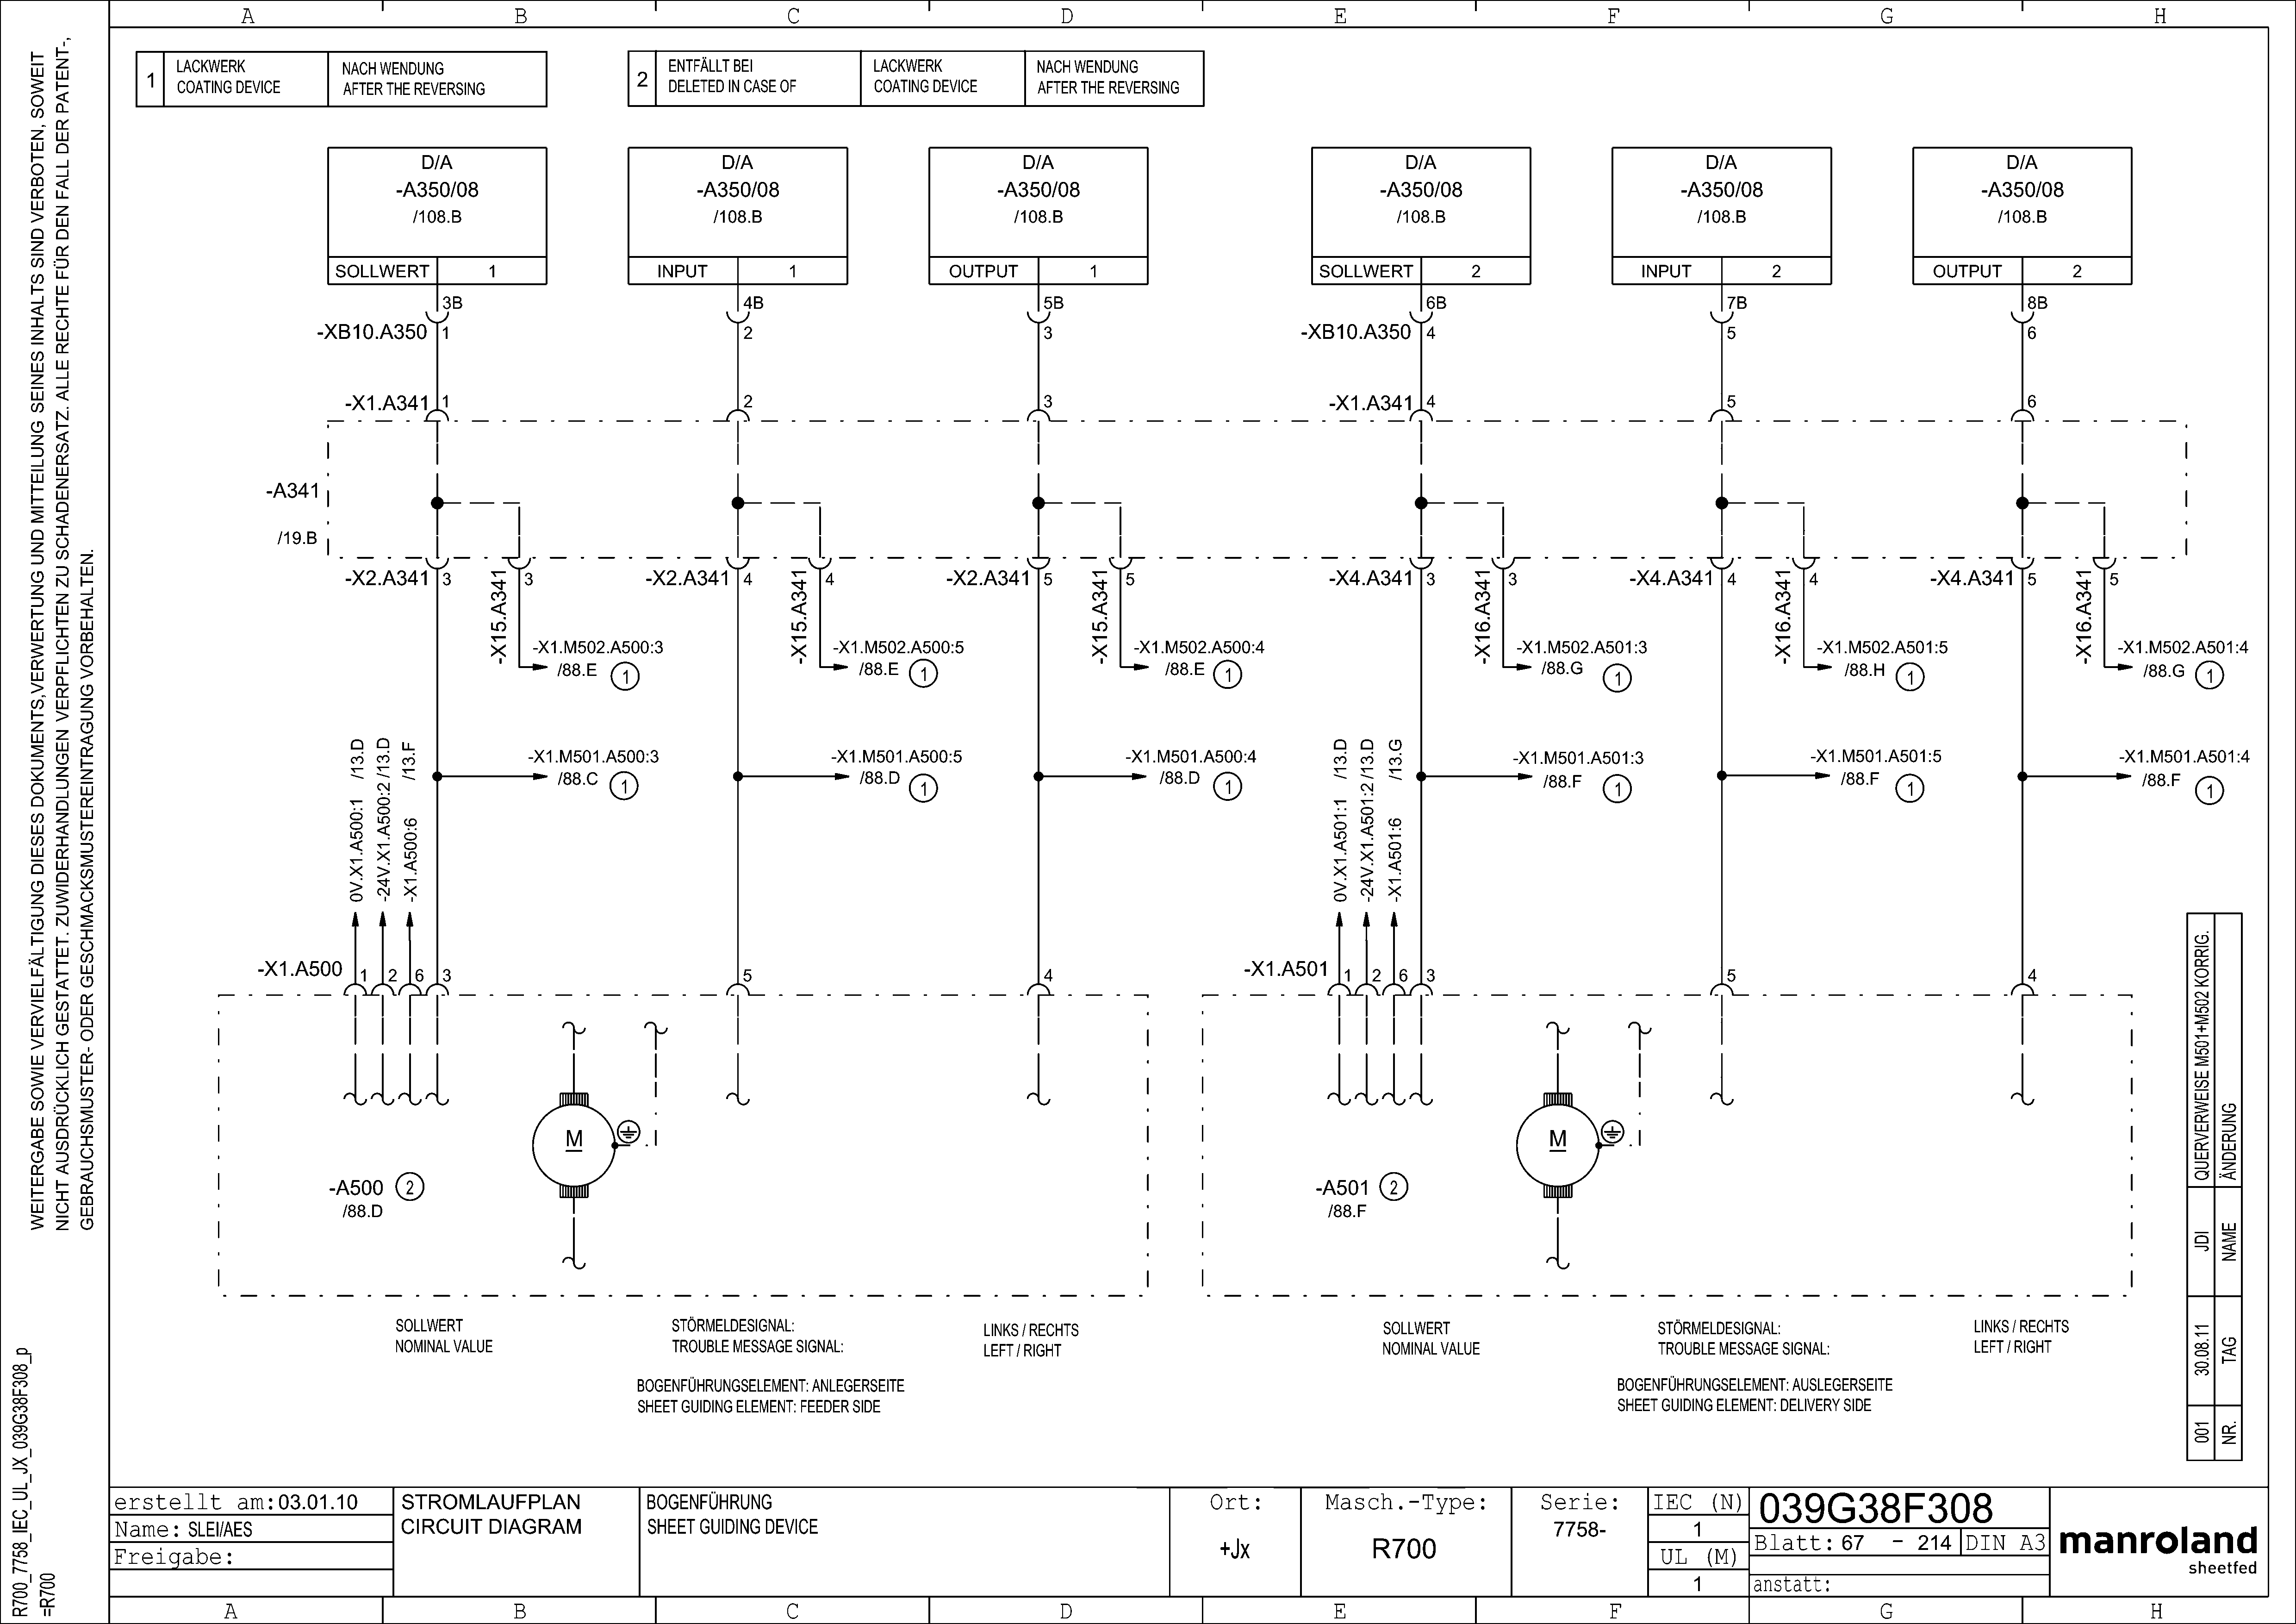 A B C D E F G H
1 LACKWERK NACH WENDUNG
COATING DEVICE AFTER THE REVERSING
2 ENTFÄLLT BEI LACKWERK NACH WENDUNG
DELETED IN CASE OF COATING DEVICE AFTER THE REVERSING
D/A D/A D/A D/A D/A D/A
-A350/08 -A350/08 -A350/08 -A350/08 -A350/08 -A350/08
/108.B /108.B /108.B /108.B /108.B /108.B
SOLLWERT 1 INPUT 1 OUTPUT 1 SOLLWERT 2 INPUT 2 OUTPUT 2
3B 4B 5B 6B 7B 8B
-XB10.A350 1 2 3 -XB10.A350 4 5 6
-X1.A341 1 2 3 -X1.A341 4 5 6
-A341
/19.B
-X2.A341 3 3 -X2.A341 4 4 -X2.A341 5 5 -X4.A341 3 3 -X4.A341 4 4 -X4.A341 5 5
-X15.A341
-X15.A341
-X15.A341
-X16.A341
-X16.A341
-X16.A341
-X1.M502.A500:3 -X1.M502.A500:5 -X1.M502.A500:4 -X1.M502.A501:3 -X1.M502.A501:5 -X1.M502.A501:4
/88.E 1 /88.E 1 /88.E 1 /88.G 1 /88.H 1 /88.G 1
-X1.M501.A500:3 -X1.M501.A500:5 -X1.M501.A500:4 -X1.M501.A501:3 -X1.M501.A501:5 -X1.M501.A501:4
/88.C 1 /88.D 1 /88.D 1 /88.F 1 /88.F 1 /88.F 1
0V.X1.A500:1 /13.D
-24V.X1.A500:2 /13.D
-X1.A500:6 /13.F
0V.X1.A501:1 /13.D
-24V.X1.A501:2 /13.D
-X1.A501:6 /13.G
-X1.A500 1 2 6 3 5 4 -X1.A501 1 2 6 3 5 4
M M
-A500 2 -A501 2
/88.D /88.F
SOLLWERT STÖRMELDESIGNAL: LINKS / RECHTS SOLLWERT STÖRMELDESIGNAL: LINKS / RECHTS
NOMINAL VALUE TROUBLE MESSAGE SIGNAL: LEFT / RIGHT NOMINAL VALUE TROUBLE MESSAGE SIGNAL: LEFT / RIGHT
BOGENFÜHRUNGSELEMENT: ANLEGERSEITE BOGENFÜHRUNGSELEMENT: AUSLEGERSEITE
SHEET GUIDING ELEMENT: FEEDER SIDE SHEET GUIDING ELEMENT: DELIVERY SIDE
001 30.08.11 JDI QUERVERWEISE M501+M502 KORRIG.
NR. TAG NAME ÄNDERUNG
WEITERGABE SOWIE VERVIELFÄLTIGUNG DIESES DOKUMENTS,VERWERTUNG UND MITTEILUNG SEINES INHALTS SIND VERBOTEN, SOWEIT
NICHT AUSDRÜCKLICH GESTATTET. ZUWIDERHANDLUNGEN VERPFLICHTEN ZU SCHADENERSATZ. ALLE RECHTE FÜR DEN FALL DER PATENT-,
GEBRAUCHSMUSTER- ODER GESCHMACKSMUSTEREINTRAGUNG VORBEHALTEN.
R700_7758_IEC_UL_JX_039G38F308_p
=R700
erstellt am: 03.01.10 STROMLAUFPLAN BOGENFÜHRUNG Ort: Masch.-Type: Serie: IEC (N) 039G38F308
Name: SLEI/AES CIRCUIT DIAGRAM SHEET GUIDING DEVICE +Jx R700 7758- 1 Blatt: 67 - 214 DIN A3
Freigabe: UL (M)
1 anstatt:
manroland
sheetfed
A B C D E F G H